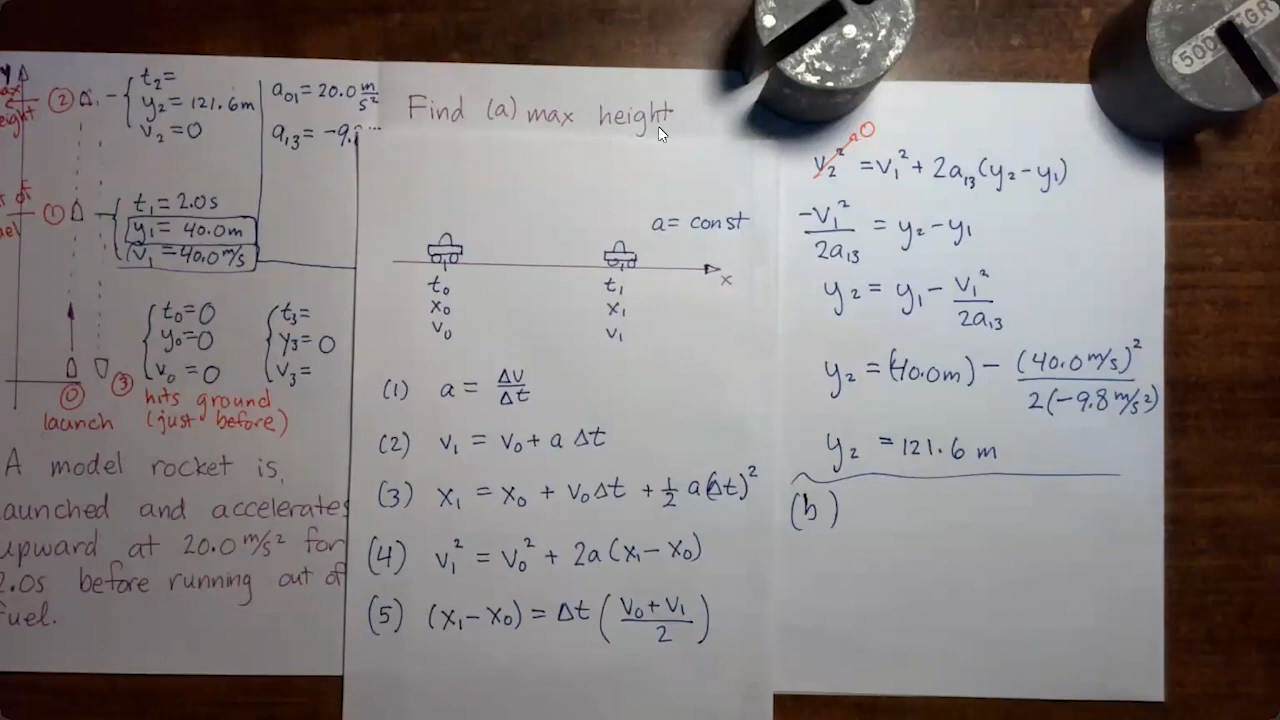 y
② - t₂ =
y₂ = 121.6m
v₂ = 0
a₀₁ = 20.0 m/s²
a₁₃ = -9.
① t₁ = 2.0s
y₁ = 40.0m
v₁ = 40.0 m/s
t₀ = 0
y₀ = 0
v₀ = 0
t₃ =
y₃ = 0
v₃ =
⓪
launch
③ hits ground
(just before)
A model rocket is
launched and accelerates
upward at 20.0 m/s² for
2.0s before running out of
fuel.
Find (a) max height
a = const
t₀
x₀
v₀
t₁
x₁
v₁
x
(1) a = Δv/Δt
(2) v₁ = v₀ + a Δt
(3) x₁ = x₀ + v₀Δt + ½ a(Δt)²
(4) v₁² = v₀² + 2a(x₁ - x₀)
(5) (x₁ - x₀) = Δt ((v₀ + v₁)/2)
0
v₂² = v₁² + 2a₁₃(y₂ - y₁)
-v₁²/2a₁₃ = y₂ - y₁
y₂ = y₁ - v₁²/2a₁₃
y₂ = (40.0m) - (40.0 m/s)²/2(-9.8 m/s²)
y₂ = 121.6 m
(b)
500
GR